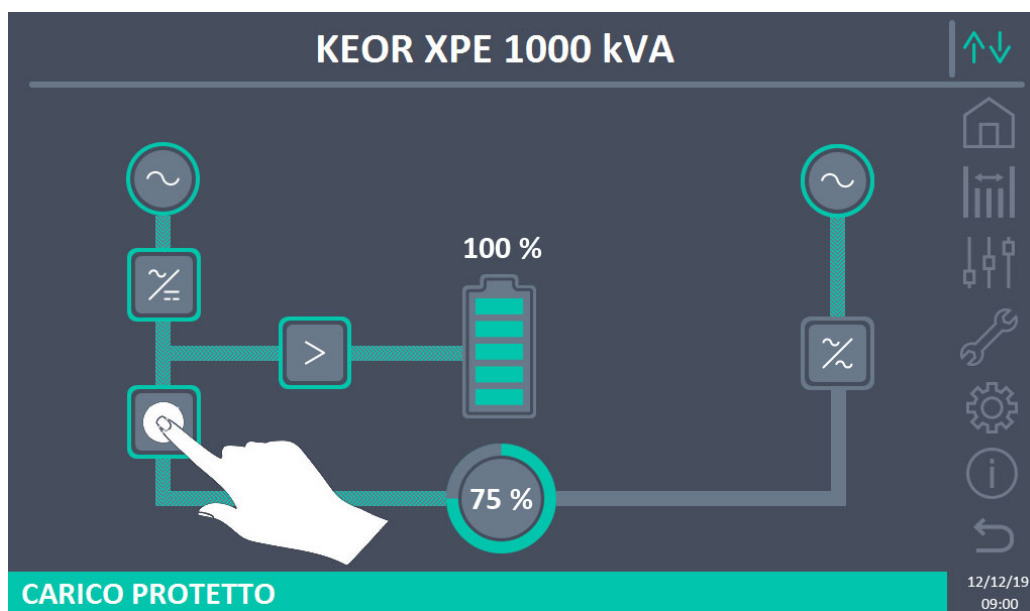 KEOR XPE 1000 kVA
100 %
75 %
CARICO PROTETTO
12/12/19
09:00